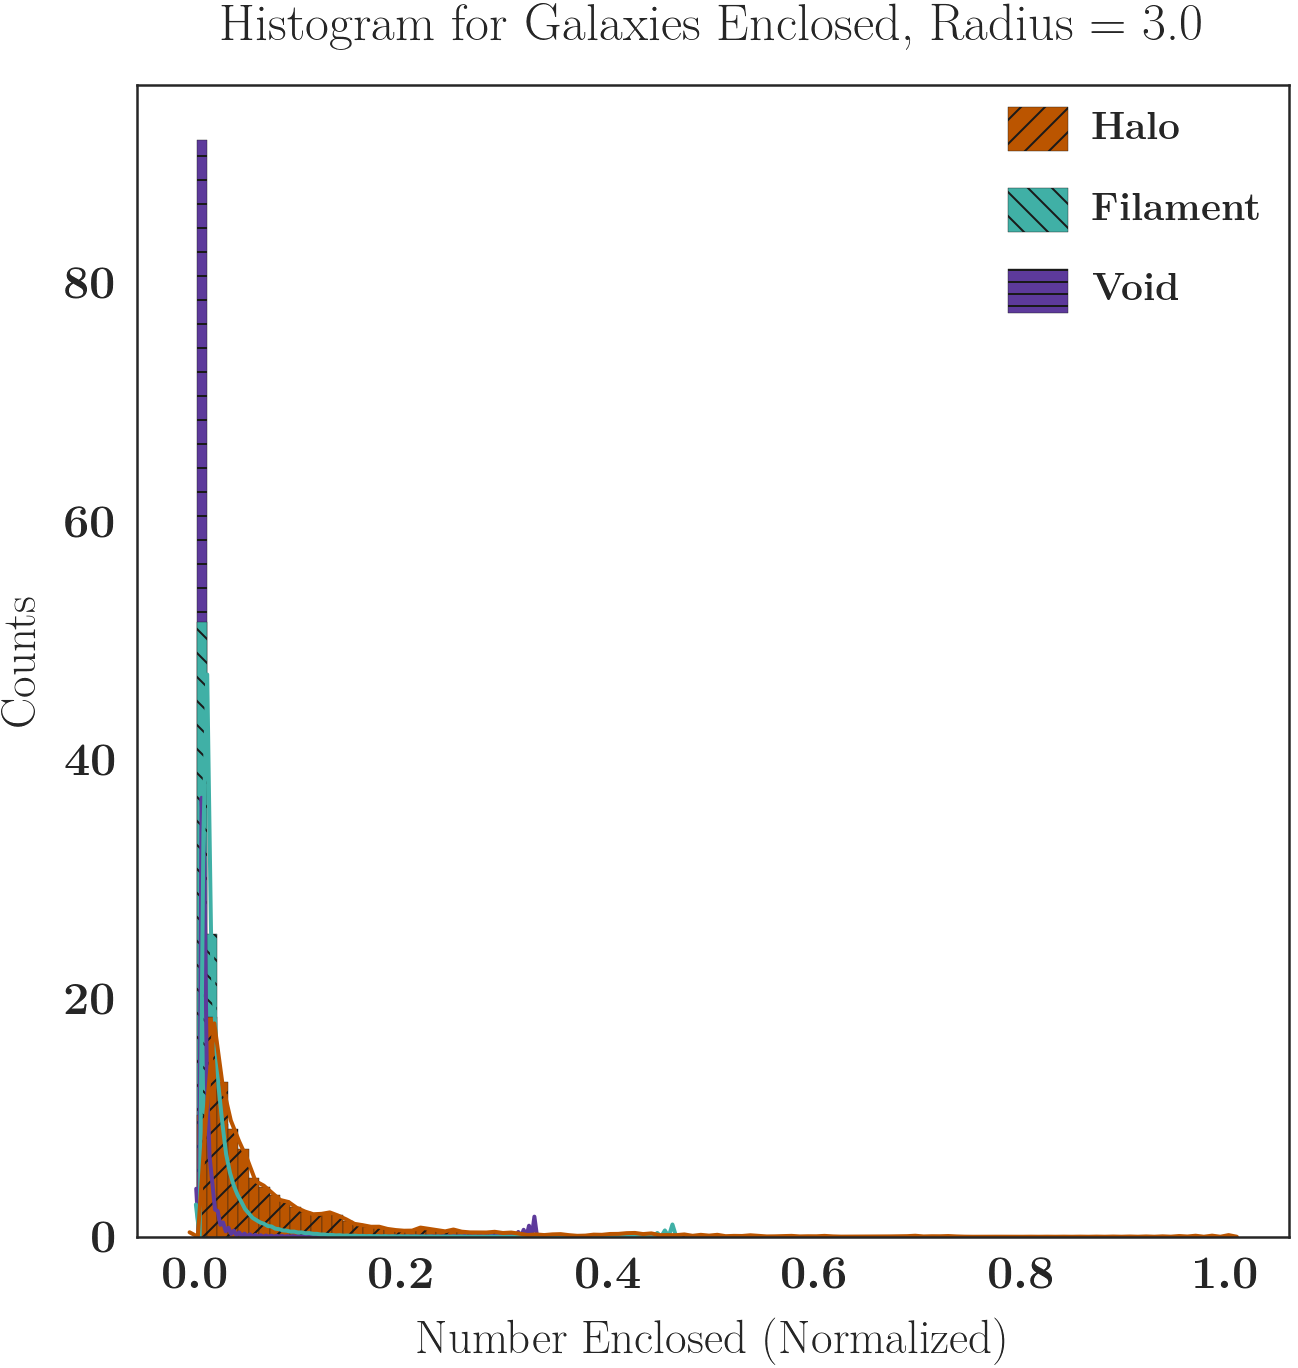 Histogram for Galaxies Enclosed, Radius = 3.0
Halo
Filament
Void
80
60
40
20
0
Counts
0.0 0.2 0.4 0.6 0.8 1.0
Number Enclosed (Normalized)